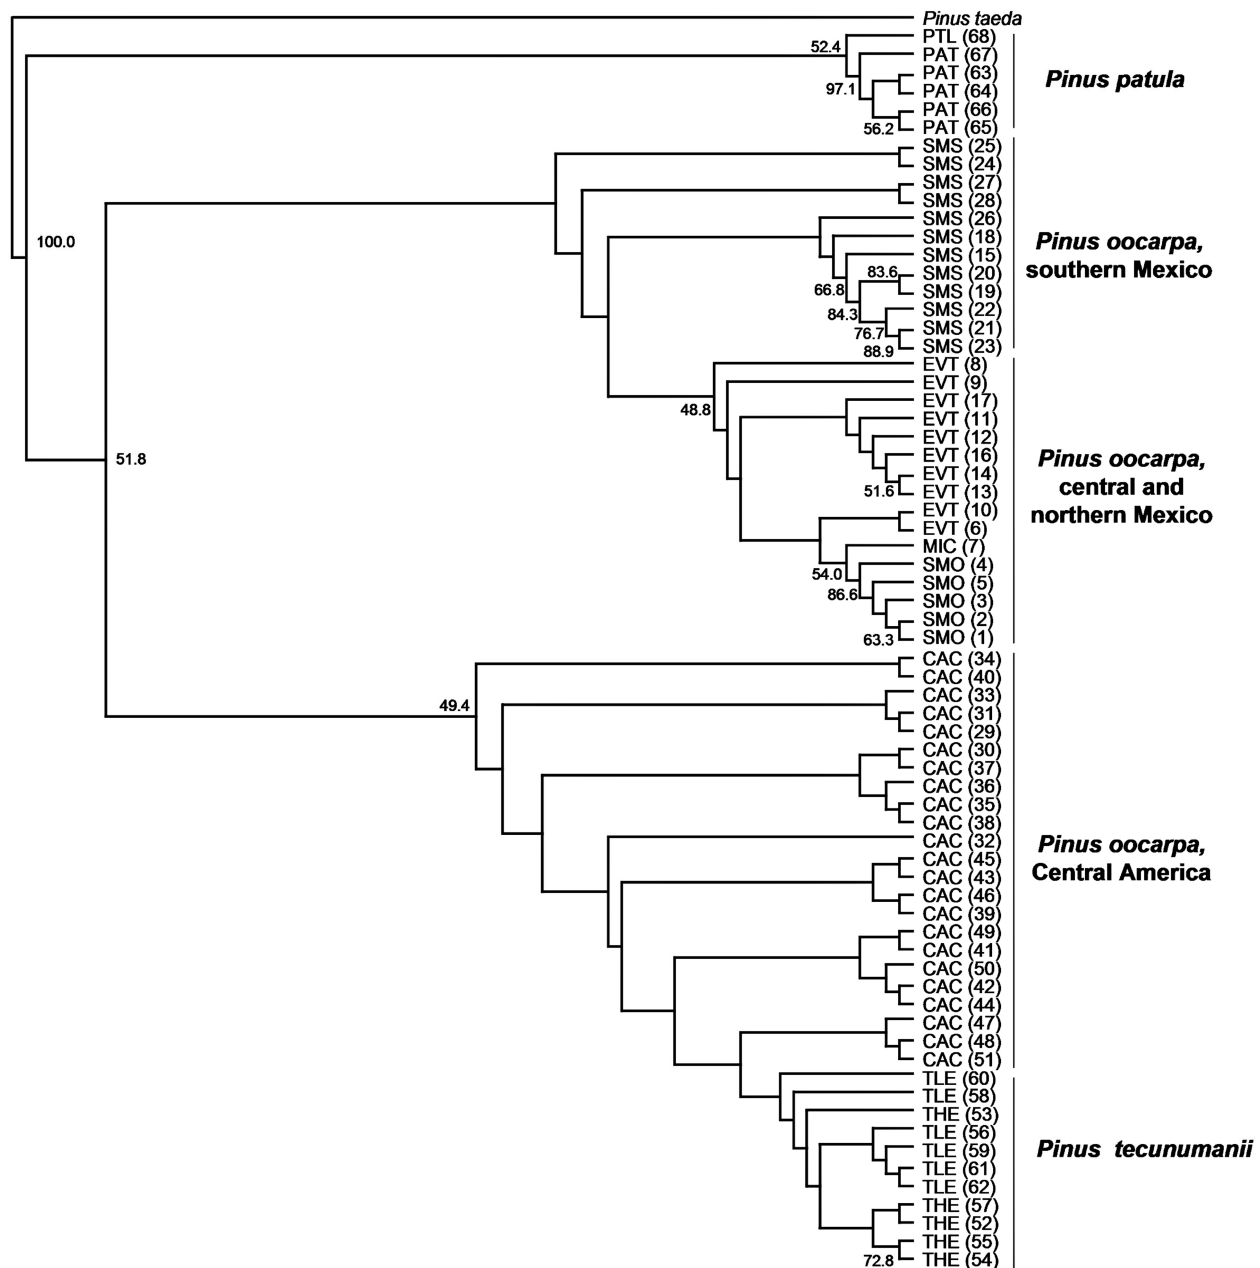 Pinus taeda
PTL (68)
52.4
PAT (67)
PAT (63)
Pinus patula
97.1
PAT (64)
PAT (66)
56.2
PAT (65)
SMS (25)
SMS (24)
SMS (27)
SMS (28)
SMS (26)
100.0
SMS (18)
Pinus oocarpa,
SMS (15)
southern Mexico
83.6
SMS (20)
66.8
SMS (19)
84.3
SMS (22)
76.7
SMS (21)
88.9
SMS (23)
EVT (8)
EVT (9)
48.8
EVT (17)
EVT (11)
EVT (12)
51.8
EVT (16)
Pinus oocarpa,
EVT (14)
central and
51.6
EVT (13)
northern Mexico
EVT (10)
EVT (6)
MIC (7)
54.0
SMO (4)
86.6
SMO (5)
SMO (3)
SMO (2)
63.3
SMO (1)
CAC (34)
CAC (40)
49.4
CAC (33)
CAC (31)
CAC (29)
CAC (30)
CAC (37)
CAC (36)
CAC (35)
CAC (38)
CAC (32)
Pinus oocarpa,
CAC (45)
Central America
CAC (43)
CAC (46)
CAC (39)
CAC (49)
CAC (41)
CAC (50)
CAC (42)
CAC (44)
CAC (47)
CAC (48)
CAC (51)
TLE (60)
TLE (58)
THE (53)
TLE (56)
TLE (59)
Pinus tecunumanii
TLE (61)
TLE (62)
THE (57)
THE (52)
THE (55)
72.8
THE (54)